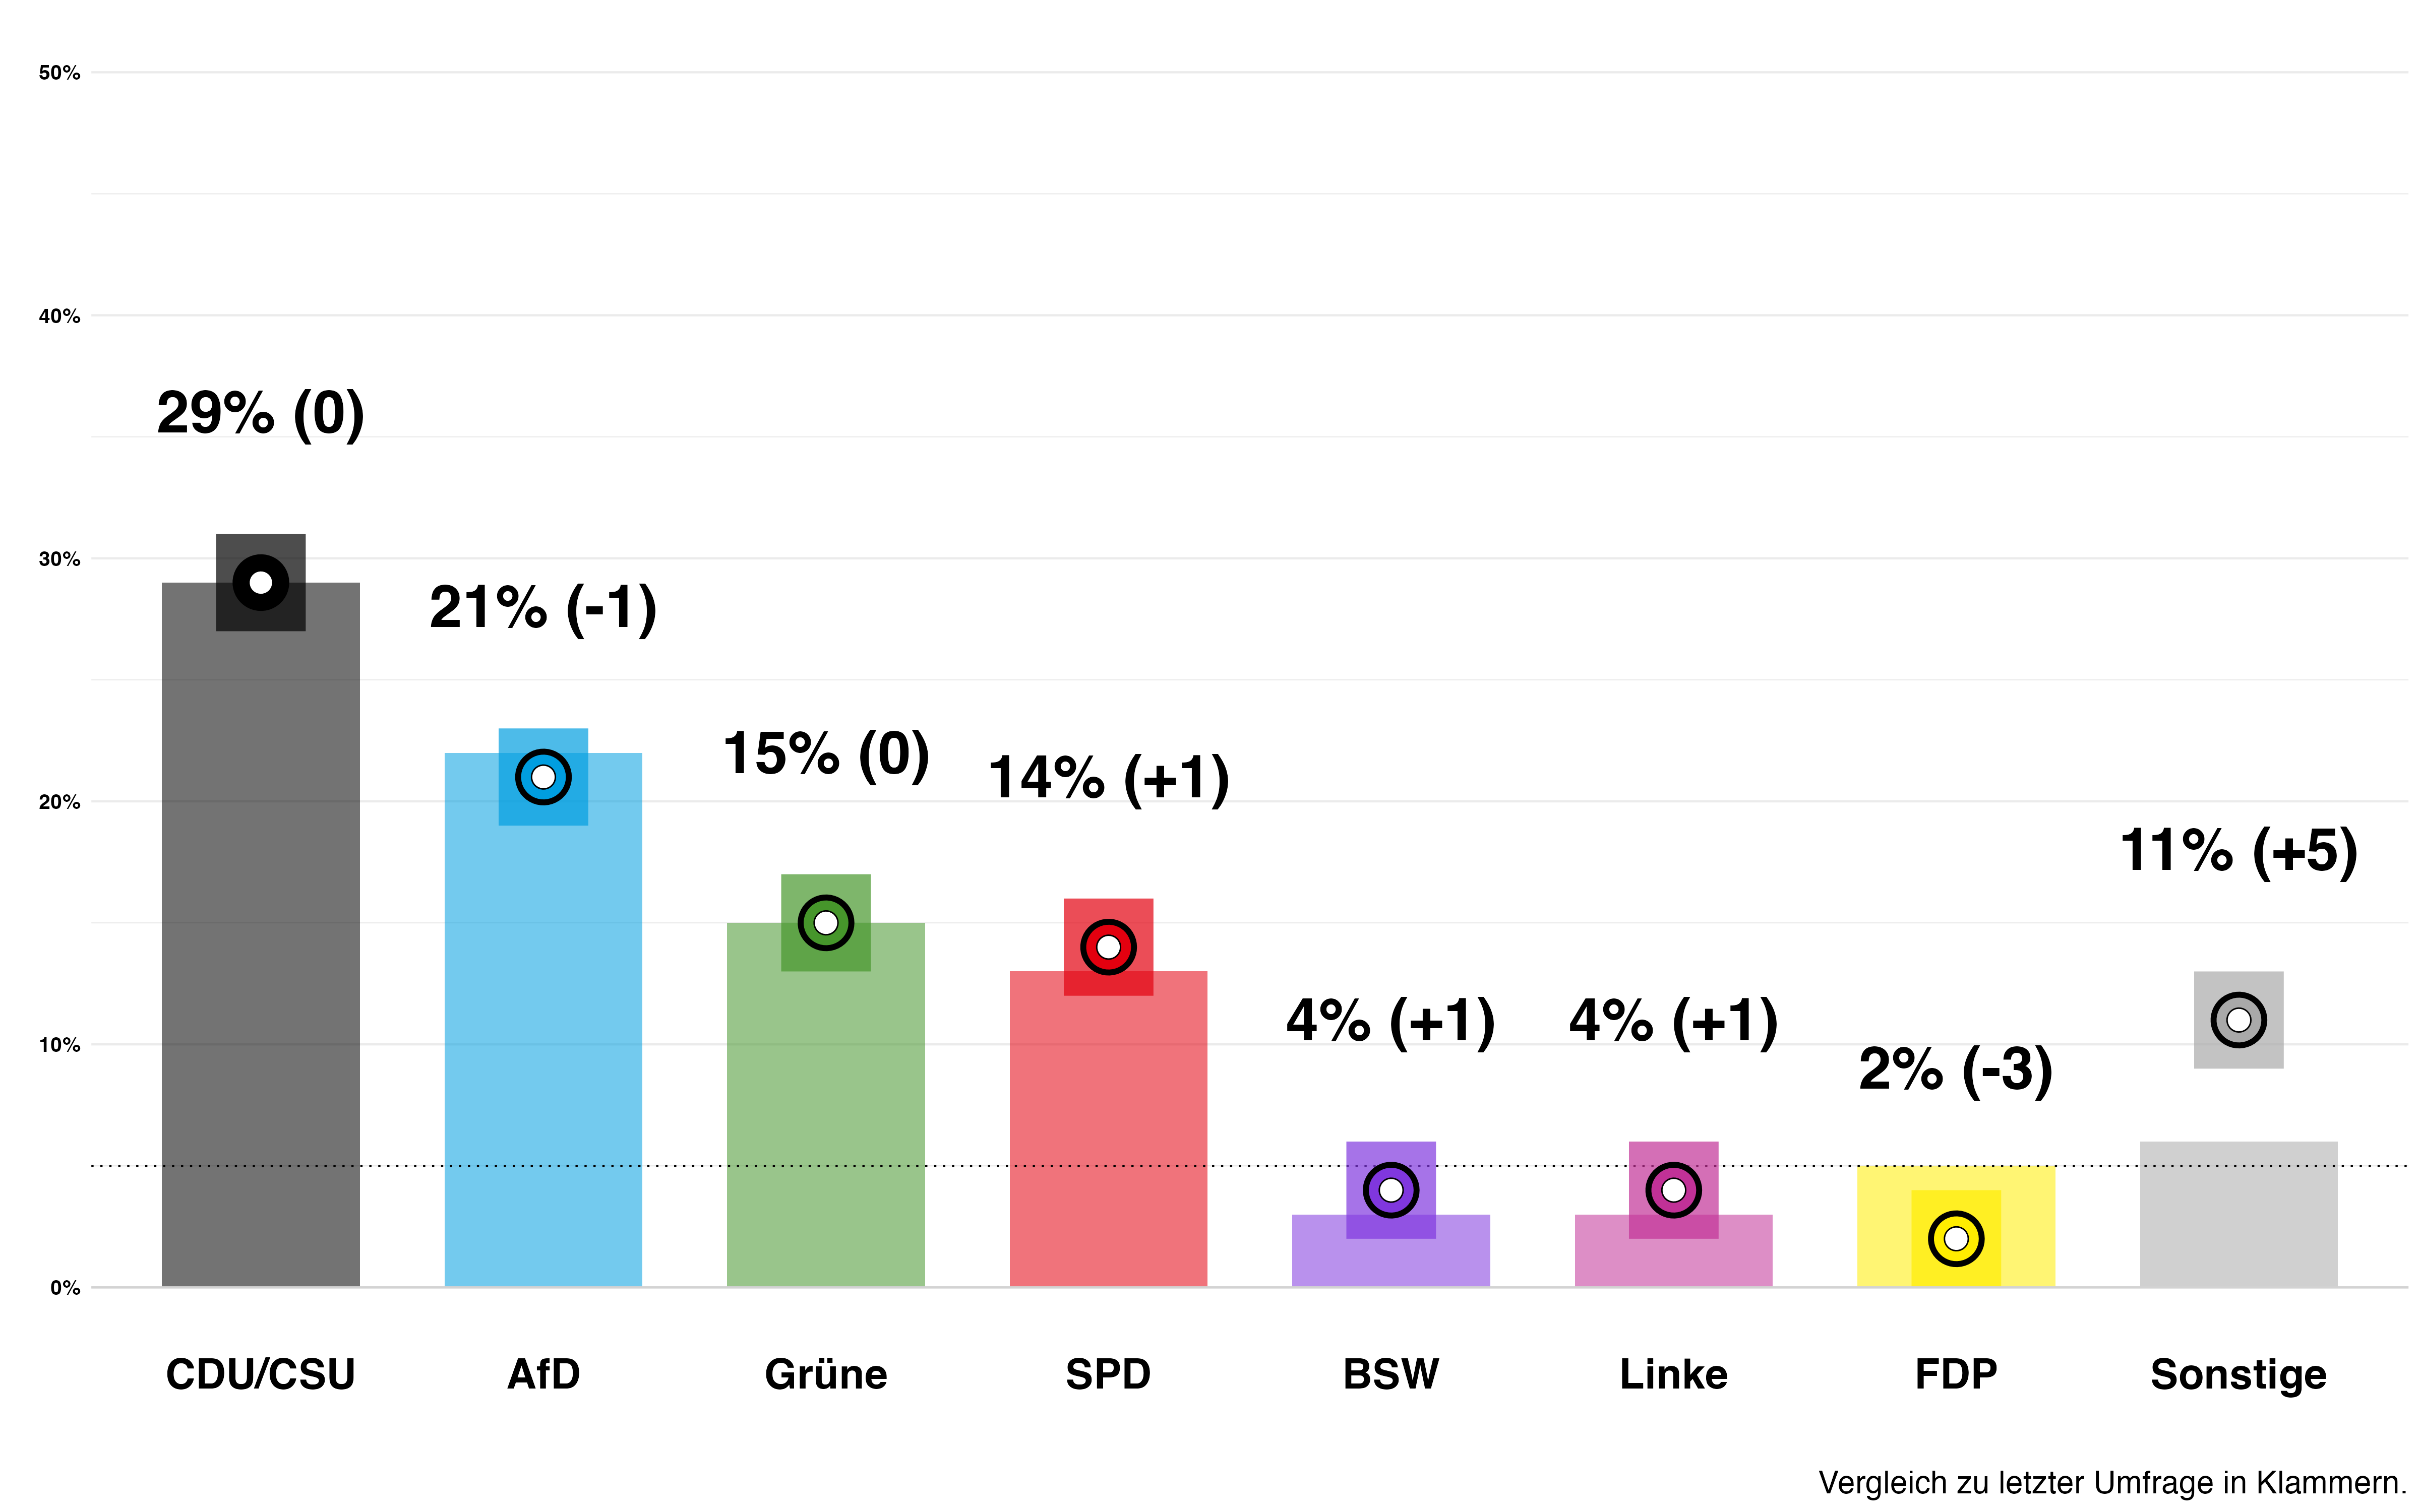 50%
40%
30%
20%
10%
0%
29% (0)
21% (-1)
15% (0)
14% (+1)
4% (+1)
4% (+1)
2% (-3)
11% (+5)
CDU/CSU
AfD
Grüne
SPD
BSW
Linke
FDP
Sonstige
Vergleich zu letzter Umfrage in Klammern.